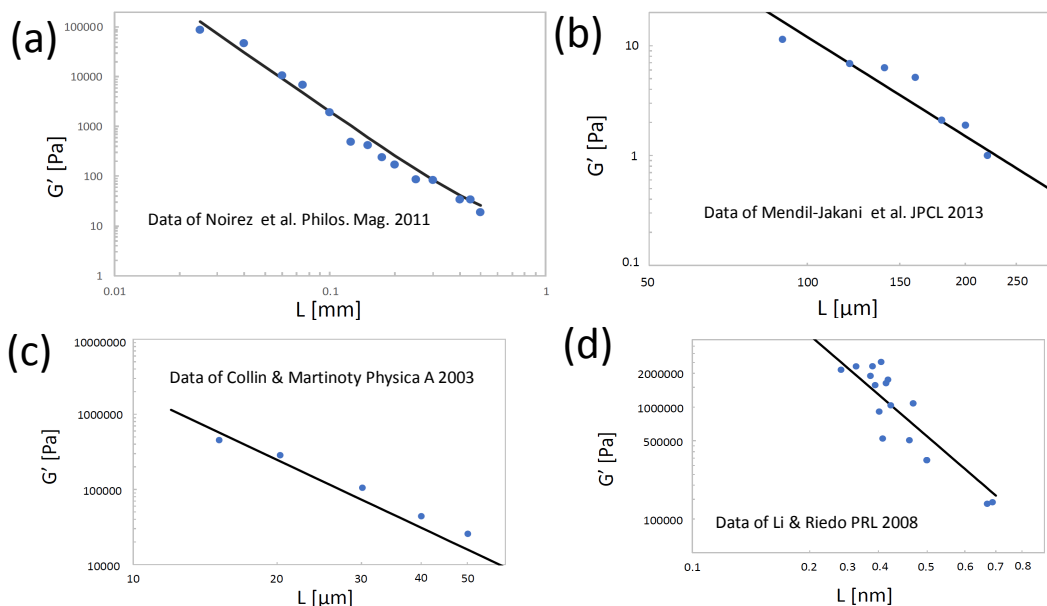 (a)
100000
10000
1000
100
10
1
G’ [Pa]
Data of Noirez et al. Philos. Mag. 2011
0.01
0.1
1
L [mm]
(b)
10
1
0.1
G’ [Pa]
Data of Mendil-Jakani et al. JPCL 2013
50
100
150
200
250
L [μm]
(c)
10000000
1000000
100000
10000
G’ [Pa]
Data of Collin & Martinoty Physica A 2003
10
20
30
40
50
L [μm]
(d)
2000000
1000000
500000
100000
G’ [Pa]
Data of Li & Riedo PRL 2008
0.1
0.2
0.3
0.4
0.5
0.6
0.7
0.8
L [nm]